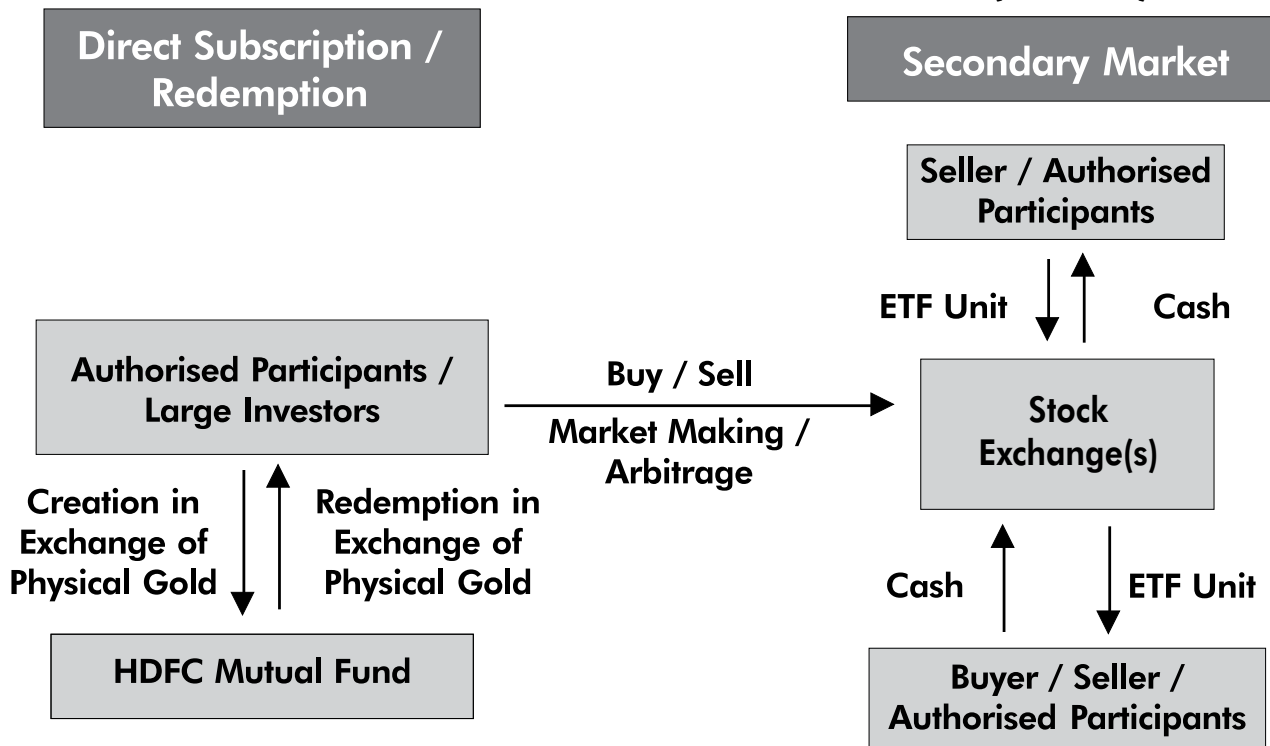 Direct Subscription /
Redemption
Secondary Market
Seller / Authorised
Participants
ETF Unit
Cash
Authorised Participants /
Large Investors
Buy / Sell
Market Making /
Arbitrage
Stock
Exchange(s)
Creation in
Exchange of
Physical Gold
Redemption in
Exchange of
Physical Gold
Cash
ETF Unit
HDFC Mutual Fund
Buyer / Seller /
Authorised Participants